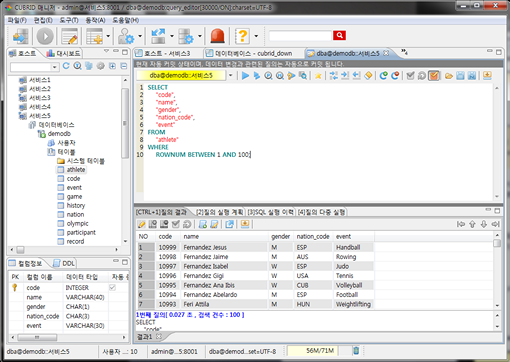 CUBRID 매니저 - admin@서비스5:8001 / dba@demodb:query_editor[30000/ON](charset=UTF-8)
파일(F) 편집(E) 도구(T) 동작(A) 도움말(H)
호스트 대시보드
서비스1
서비스2
서비스3
서비스4
서비스5
데이터베이스
demodb
사용자
테이블
시스템 테이블
athlete
code
event
game
history
nation
olympic
participant
record
컬럼정보 DDL
PK 컬럼 이름 데이터 타입 자동 증
code INTEGER
name VARCHAR(40)
gender CHAR(1)
nation_code CHAR(3)
event VARCHAR(30)
호스트 - 서비스3 데이터베이스 - cubrid_down dba@demodb::서비스5
현재 자동 커밋 상태이며, 데이터 변경과 관련된 질의는 자동으로 커밋 됩니다.
dba@demodb::서비스5
1 SELECT
2 "code",
3 "name",
4 "gender",
5 "nation_code",
6 "event"
7 FROM
8 "athlete"
9 WHERE
10 ROWNUM BETWEEN 1 AND 100;
[CTRL+1]질의 결과 [2]질의 실행 계획 [3]SQL 실행 이력 [4]질의 다중 실행
NO code name gender nation_code event
1 10999 Fernandez Jesus M ESP Handball
2 10998 Fernandez Jaime M AUS Rowing
3 10997 Fernandez Isabel W ESP Judo
4 10996 Fernandez Gigi W USA Tennis
5 10995 Fernandez Ana Ibis W CUB Volleyball
6 10994 Fernandez Abelardo M ESP Football
7 10993 Feri Attila M HUN Weightlifting
1번째 질의[ 0.027 초 , 검색 건수 : 100 ]
SELECT
"code"
결과1
dba@demodb::서비스5 사용자 ...: 10 admin@...5:8001 dba@demod...set=UTF-8 56M/71M